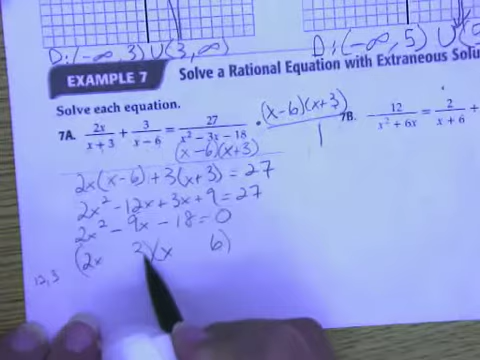 D: (-∞, 3) U (3, ∞)
D: (-∞, 5) U
EXAMPLE 7
Solve a Rational Equation with Extraneous Solu
Solve each equation.
7A. 2x/(x + 3) + 3/(x − 6) = 27/(x² − 3x − 18) · (x-6)(x+3)/1
(x-6)(x+3)
7B. 12/(x² + 6x) = 2/(x + 6) +
2x(x-6) + 3(x+3) = 27
2x² - 12x + 3x + 9 = 27
2x² - 9x - 18 = 0
(2x 3)(x 6)
12,3